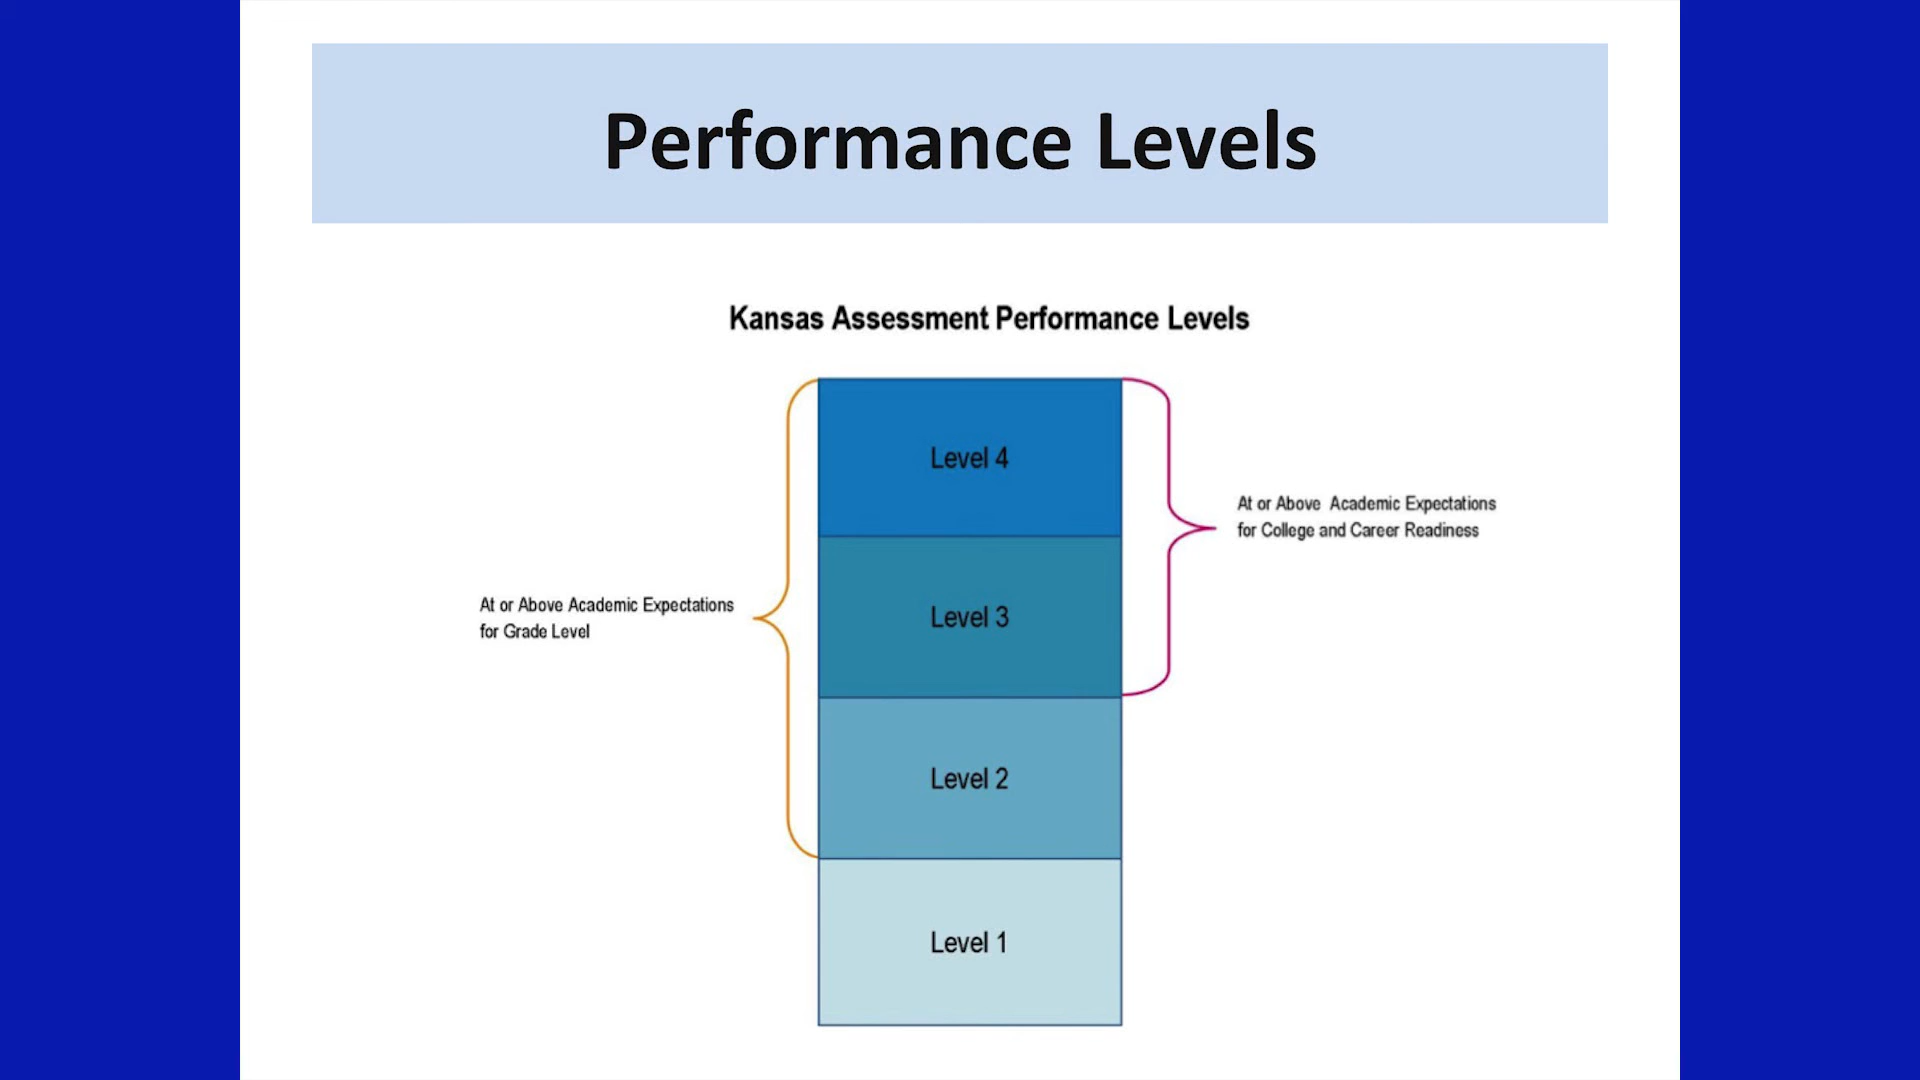 Performance Levels
Kansas Assessment Performance Levels
Level 4
At or Above Academic Expectations
for College and Career Readiness
At or Above Academic Expectations
for Grade Level
Level 3
Level 2
Level 1